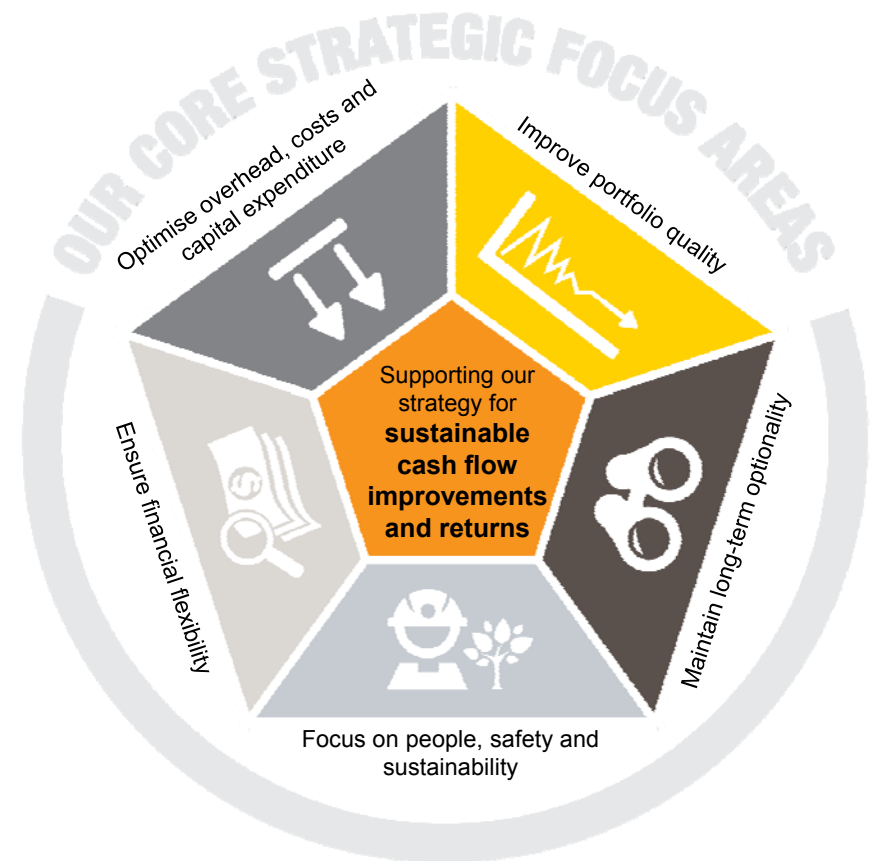 OUR CORE STRATEGIC FOCUS AREAS
Optimise overhead, costs and
capital expenditure
Improve portfolio quality
Supporting our
strategy for
sustainable
cash flow
improvements
and returns
Ensure financial flexibility
Maintain long-term optionality
Focus on people, safety and
sustainability
$